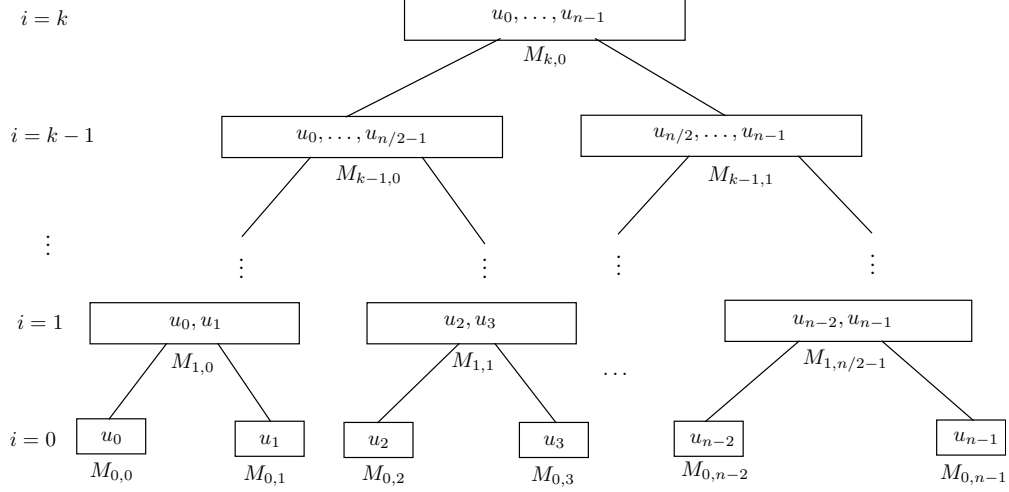 i = k
u_0, . . . , u_{n−1}
M_{k,0}
i = k − 1
u_0, . . . , u_{n/2−1}
u_{n/2}, . . . , u_{n−1}
M_{k−1,0}
M_{k−1,1}
⋮ ⋮ ⋮ ⋮ ⋮
i = 1
u_0, u_1
u_2, u_3
u_{n−2}, u_{n−1}
M_{1,0}
M_{1,1}
. . .
M_{1,n/2−1}
i = 0
u_0
u_1
u_2
u_3
u_{n−2}
u_{n−1}
M_{0,0}
M_{0,1}
M_{0,2}
M_{0,3}
M_{0,n−2}
M_{0,n−1}